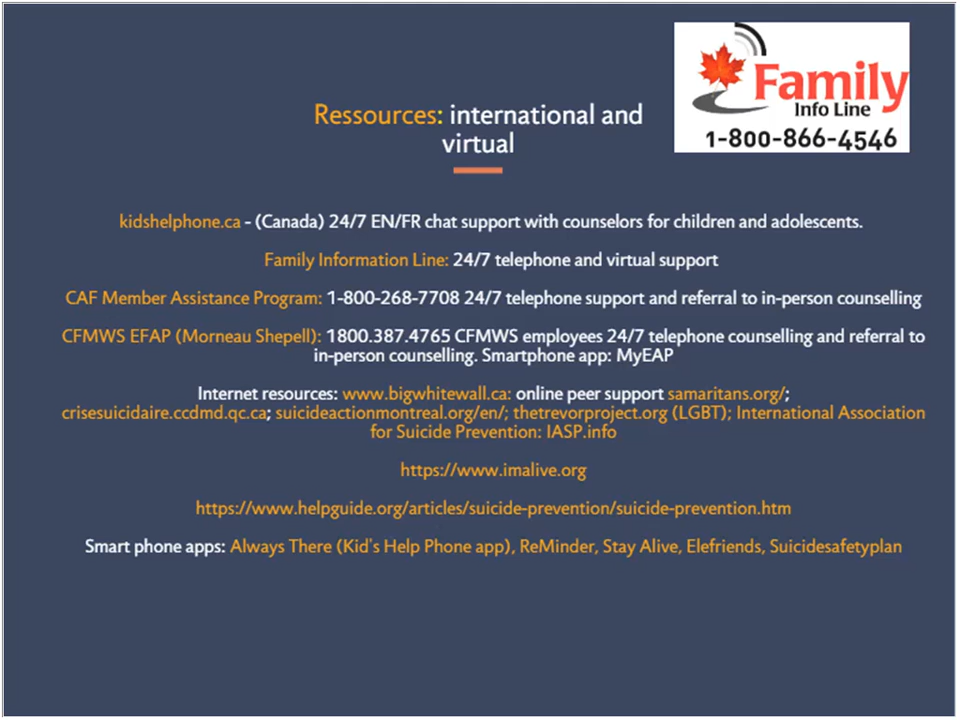 Family
Info Line
1-800-866-4546
Ressources: international and
virtual
kidshelphone.ca - (Canada) 24/7 EN/FR chat support with counselors for children and adolescents.
Family Information Line: 24/7 telephone and virtual support
CAF Member Assistance Program: 1-800-268-7708 24/7 telephone support and referral to in-person counselling
CFMWS EFAP (Morneau Shepell): 1800.387.4765 CFMWS employees 24/7 telephone counselling and referral to
in-person counselling. Smartphone app: MyEAP
Internet resources: www.bigwhitewall.ca: online peer support samaritans.org/;
crisesuicidaire.ccdmd.qc.ca; suicideactionmontreal.org/en/; thetrevorproject.org (LGBT); International Association
for Suicide Prevention: IASP.info
https://www.imalive.org
https://www.helpguide.org/articles/suicide-prevention/suicide-prevention.htm
Smart phone apps: Always There (Kid's Help Phone app), ReMinder, Stay Alive, Elefriends, Suicidesafetyplan